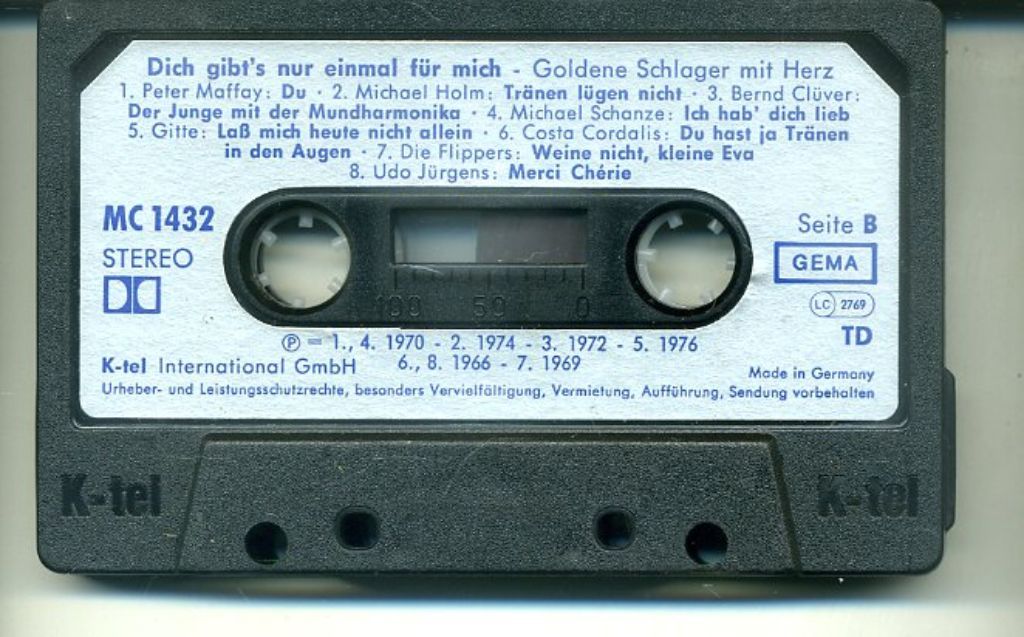 Dich gibt's nur einmal für mich - Goldene Schlager mit Herz
1. Peter Maffay: Du · 2. Michael Holm: Tränen lügen nicht · 3. Bernd Clüver:
Der Junge mit der Mundharmonika · 4. Michael Schanze: Ich hab' dich lieb
5. Gitte: Laß mich heute nicht allein · 6. Costa Cordalis: Du hast ja Tränen
in den Augen · 7. Die Flippers: Weine nicht, kleine Eva
8. Udo Jürgens: Merci Chérie
MC 1432
STEREO
Seite B
GEMA
LC 2769
TD
100 50 0
Ⓟ = 1., 4. 1970 - 2. 1974 - 3. 1972 - 5. 1976
6., 8. 1966 - 7. 1969
K-tel International GmbH
Made in Germany
Urheber- und Leistungsschutzrechte, besonders Vervielfältigung, Vermietung, Aufführung, Sendung vorbehalten
K-tel K-tel